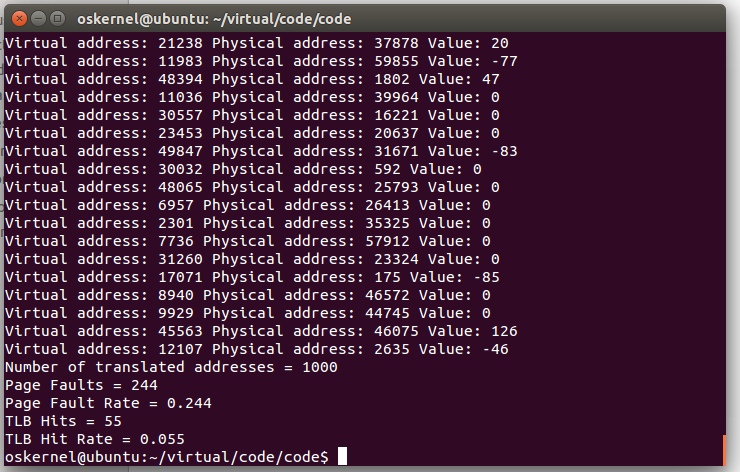 oskernel@ubuntu: ~/virtual/code/code
Virtual address: 21238 Physical address: 37878 Value: 20
Virtual address: 11983 Physical address: 59855 Value: -77
Virtual address: 48394 Physical address: 1802 Value: 47
Virtual address: 11036 Physical address: 39964 Value: 0
Virtual address: 30557 Physical address: 16221 Value: 0
Virtual address: 23453 Physical address: 20637 Value: 0
Virtual address: 49847 Physical address: 31671 Value: -83
Virtual address: 30032 Physical address: 592 Value: 0
Virtual address: 48065 Physical address: 25793 Value: 0
Virtual address: 6957 Physical address: 26413 Value: 0
Virtual address: 2301 Physical address: 35325 Value: 0
Virtual address: 7736 Physical address: 57912 Value: 0
Virtual address: 31260 Physical address: 23324 Value: 0
Virtual address: 17071 Physical address: 175 Value: -85
Virtual address: 8940 Physical address: 46572 Value: 0
Virtual address: 9929 Physical address: 44745 Value: 0
Virtual address: 45563 Physical address: 46075 Value: 126
Virtual address: 12107 Physical address: 2635 Value: -46
Number of translated addresses = 1000
Page Faults = 244
Page Fault Rate = 0.244
TLB Hits = 55
TLB Hit Rate = 0.055
oskernel@ubuntu:~/virtual/code/code$